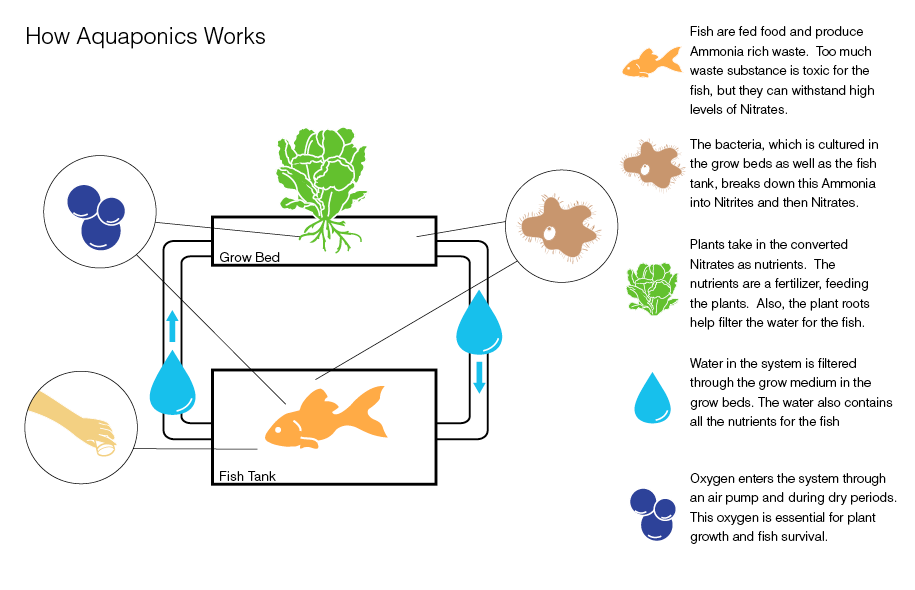 How Aquaponics Works
Grow Bed
Fish Tank
Fish are fed food and produce
Ammonia rich waste.  Too much
waste substance is toxic for the
fish, but they can withstand high
levels of Nitrates.
The bacteria, which is cultured in
the grow beds as well as the fish
tank, breaks down this Ammonia
into Nitrites and then Nitrates.
Plants take in the converted
Nitrates as nutrients.  The
nutrients are a fertilizer, feeding
the plants.  Also, the plant roots
help filter the water for the fish.
Water in the system is filtered
through the grow medium in the
grow beds. The water also contains
all the nutrients for the fish
Oxygen enters the system through
an air pump and during dry periods.
This oxygen is essential for plant
growth and fish survival.